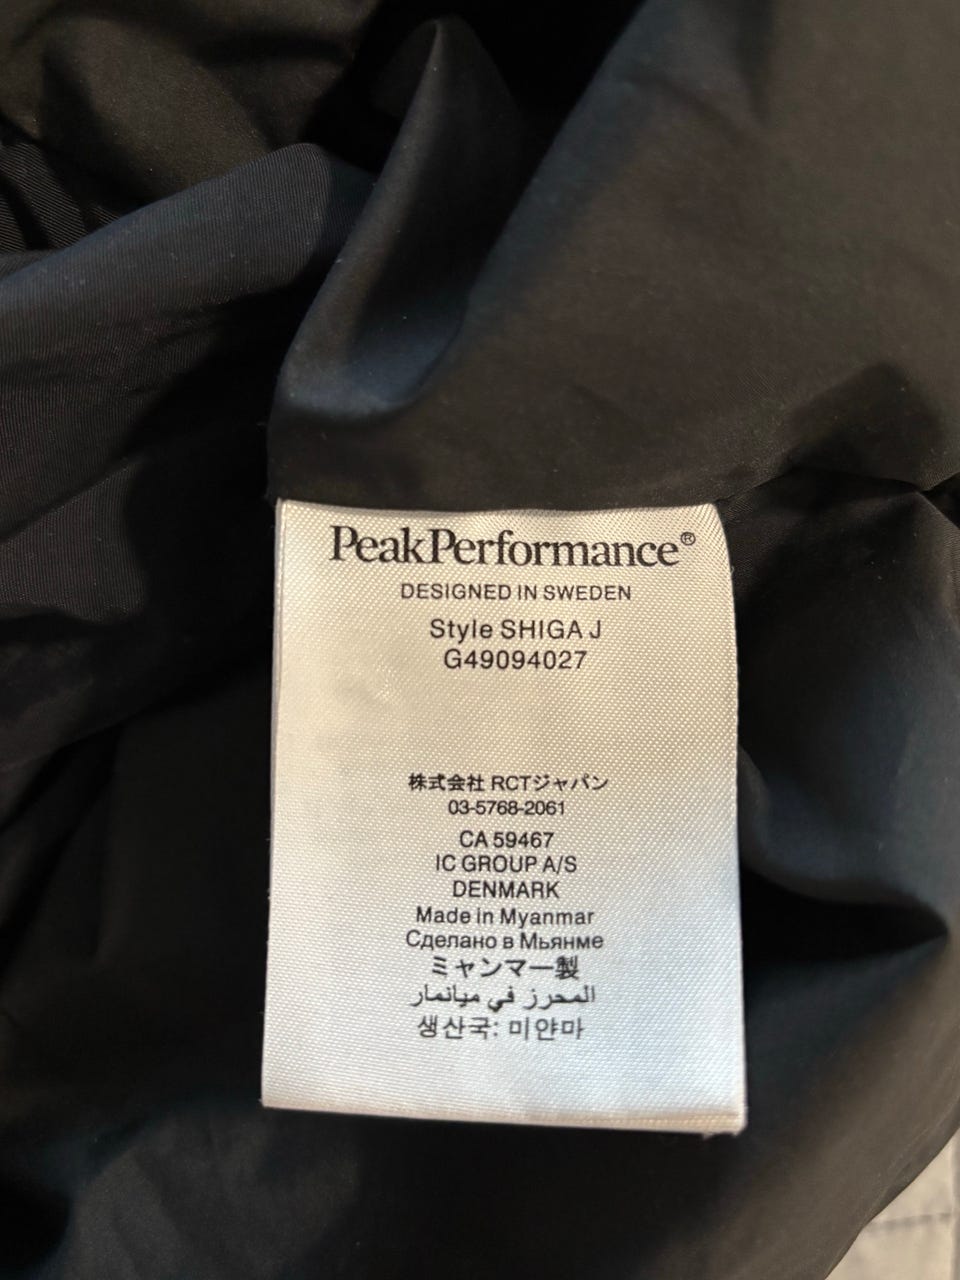 PeakPerformance®
DESIGNED IN SWEDEN
Style SHIGA J
G49094027
株式会社 RCTジャパン
03-5768-2061
CA 59467
IC GROUP A/S
DENMARK
Made in Myanmar
Сделано в Мьянме
ミャンマー製
المحرز في ميانمار
생산국: 미얀마